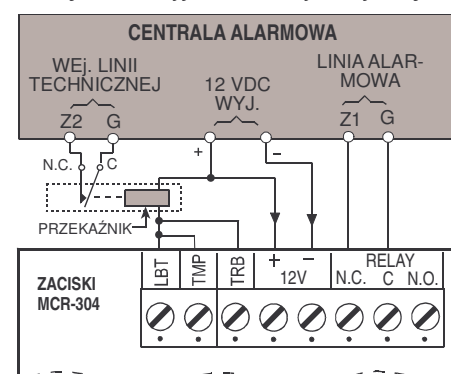 CENTRALA ALARMOWA
WEj. LINII
TECHNICZNEJ
12 VDC
WYJ.
LINIA ALAR-
MOWA
Z2 G
Z1 G
+ –
N.C. C
PRZEKAŹNIK
ZACISKI
MCR-304
LBT
TMP
TRB
+ –
12V
RELAY
N.C. C N.O.